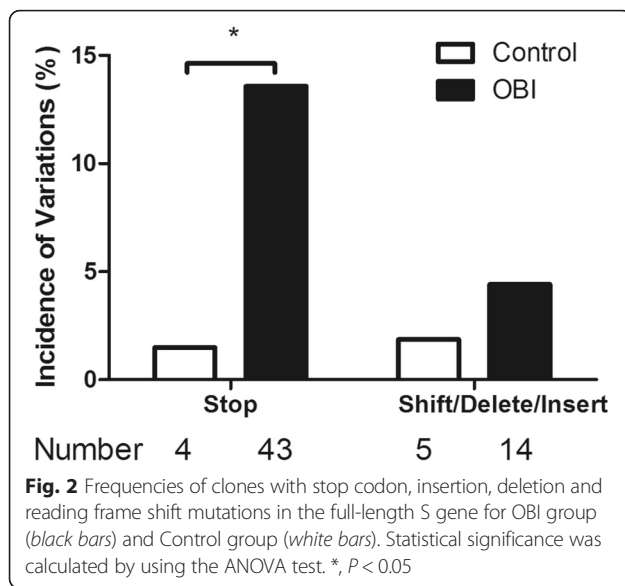 *
Control
OBI
15
10
5
0
Incidence of Variations (%)
Stop Shift/Delete/Insert
Number 4 43 5 14
Fig. 2 Frequencies of clones with stop codon, insertion, deletion and
reading frame shift mutations in the full-length S gene for OBI group
(black bars) and Control group (white bars). Statistical significance was
calculated by using the ANOVA test. *, P < 0.05